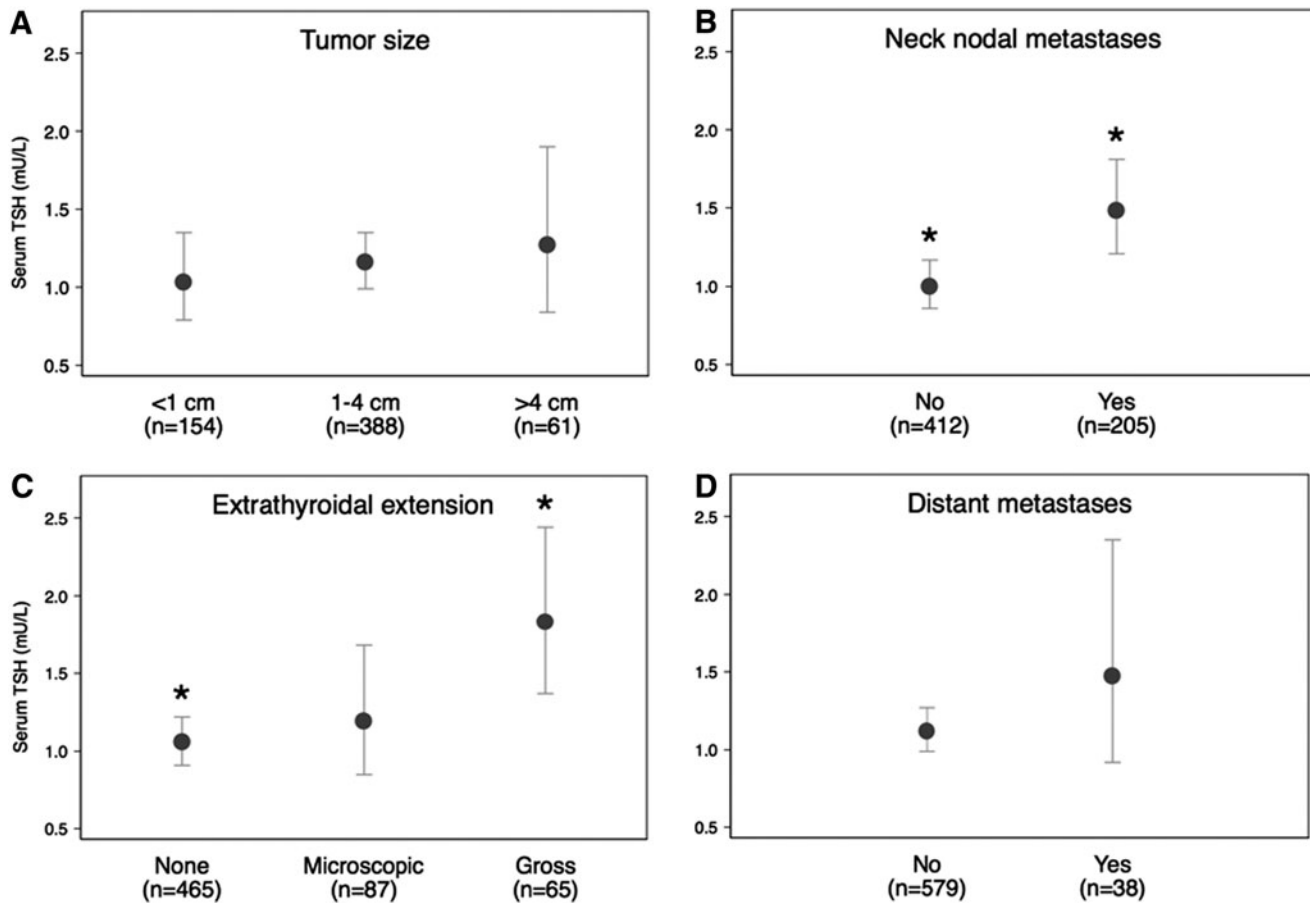 A
Tumor size
Serum TSH (mU/L)
2.5
2.0
1.5
1.0
0.5
<1 cm
(n=154)
1-4 cm
(n=388)
>4 cm
(n=61)
B
Neck nodal metastases
2.5
2.0
1.5
1.0
0.5
*
*
No
(n=412)
Yes
(n=205)
C
Extrathyroidal extension
Serum TSH (mU/L)
2.5
2.0
1.5
1.0
0.5
*
*
None
(n=465)
Microscopic
(n=87)
Gross
(n=65)
D
Distant metastases
2.5
2.0
1.5
1.0
0.5
No
(n=579)
Yes
(n=38)